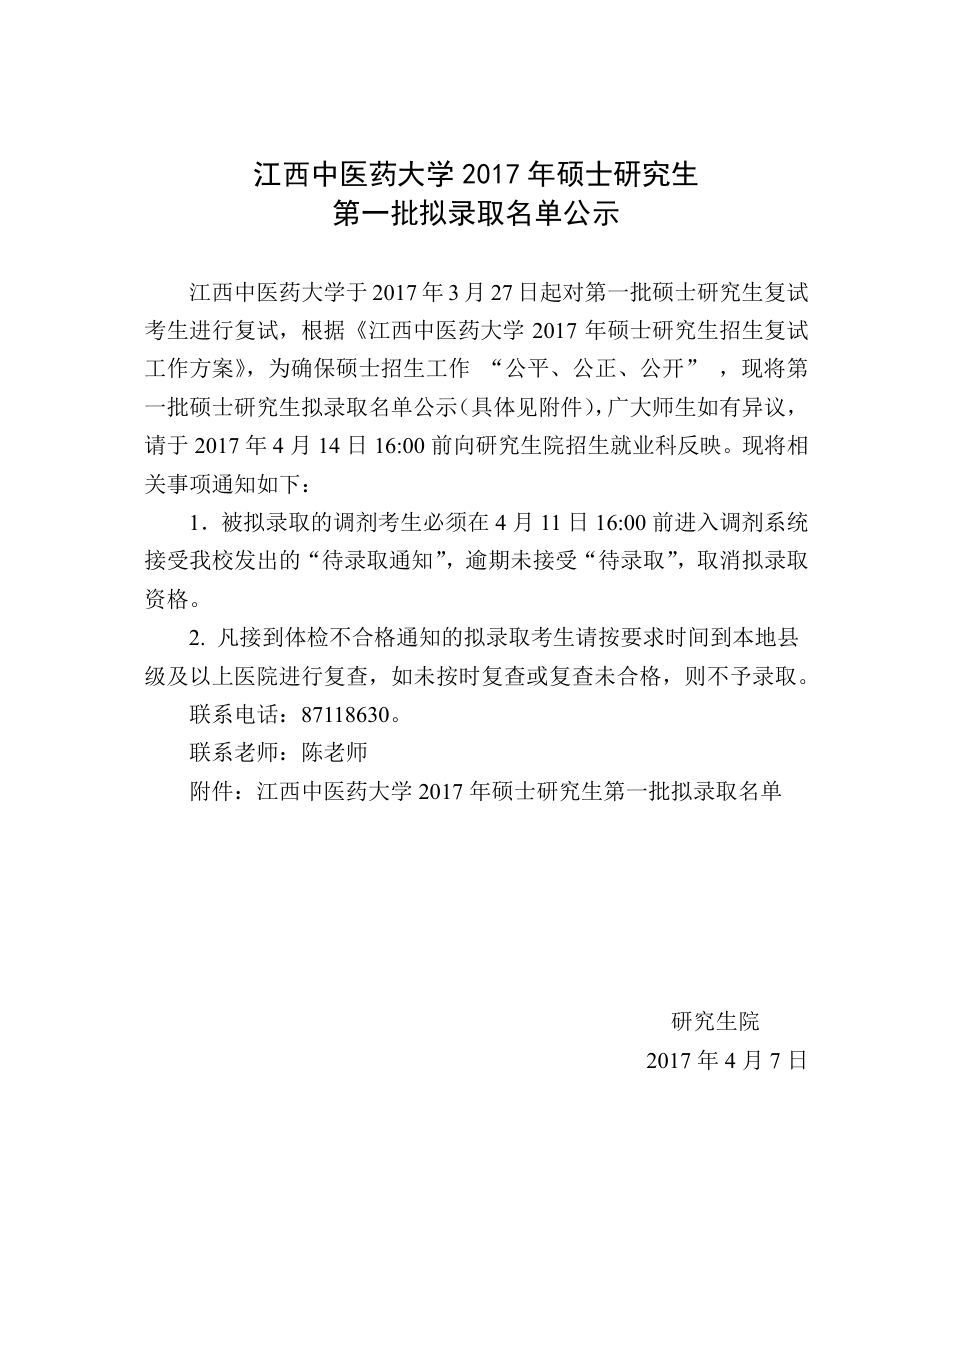 江西中医药大学 2017 年硕士研究生
第一批拟录取名单公示
江西中医药大学于 2017 年 3 月 27 日起对第一批硕士研究生复试
考生进行复试，根据《江西中医药大学 2017 年硕士研究生招生复试
工作方案》，为确保硕士招生工作 “公平、公正、公开” ，现将第
一批硕士研究生拟录取名单公示（具体见附件），广大师生如有异议，
请于 2017 年 4 月 14 日 16:00 前向研究生院招生就业科反映。现将相
关事项通知如下：
1．被拟录取的调剂考生必须在 4 月 11 日 16:00 前进入调剂系统
接受我校发出的“待录取通知”，逾期未接受“待录取”，取消拟录取
资格。
2. 凡接到体检不合格通知的拟录取考生请按要求时间到本地县
级及以上医院进行复查，如未按时复查或复查未合格，则不予录取。
联系电话：87118630。
联系老师：陈老师
附件：江西中医药大学 2017 年硕士研究生第一批拟录取名单
研究生院
2017 年 4 月 7 日